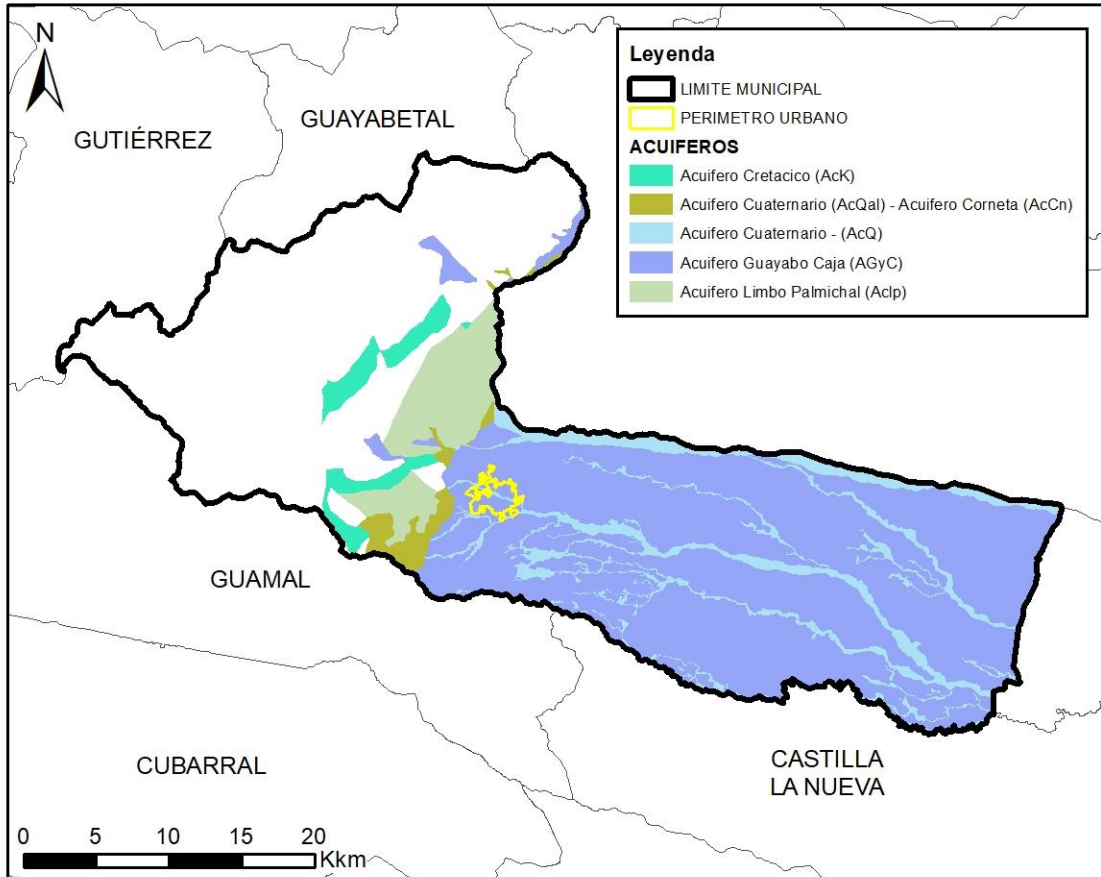 N
GUTIÉRREZ
GUAYABETAL
Leyenda
LIMITE MUNICIPAL
PERIMETRO URBANO
ACUIFEROS
Acuifero Cretacico (AcK)
Acuifero Cuaternario (AcQal) - Acuifero Corneta (AcCn)
Acuifero Cuaternario - (AcQ)
Acuifero Guayabo Caja (AGyC)
Acuifero Limbo Palmichal (Aclp)
GUAMAL
CUBARRAL
CASTILLA
LA NUEVA
0 5 10 15 20
Kkm